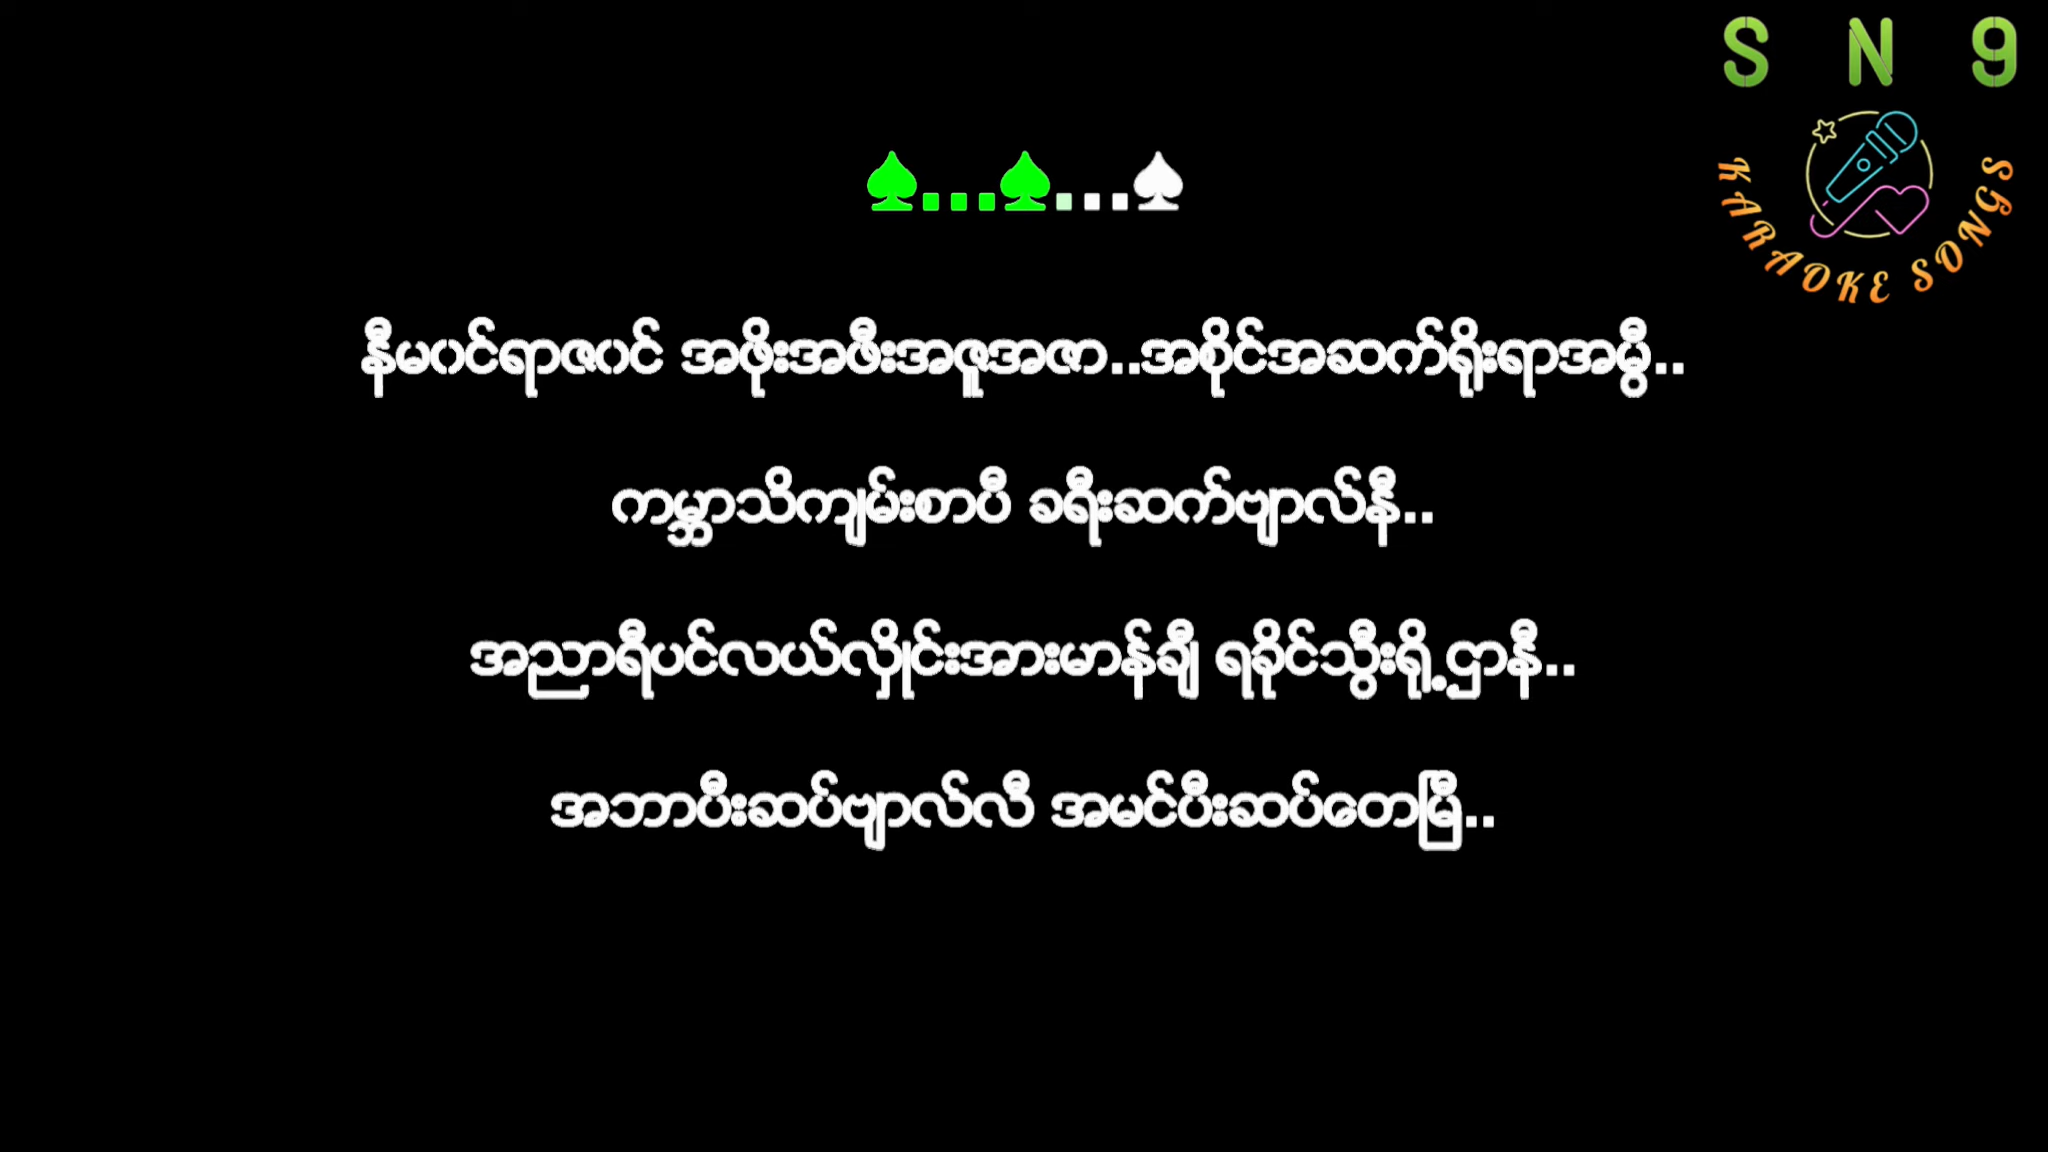 S N 9
KARAOKE SONGS
♠...♠...♠
နီမဝင်ရာဇဝင် အဖိုးအဖီးအဇူအဇာ..အစိုင်အဆက်ရိုးရာအမွီ..
ကမ္ဘာသိကျမ်းစာပီ ခရီးဆက်ဗျာလ်နီ..
အညာရီပင်လယ်လှိုင်းအားမာန်ချီ ရခိုင်သွီးရို့ဌာနီ..
အဘာပီးဆပ်ဗျာလ်လီ အမင်ပီးဆပ်တေမြီ..